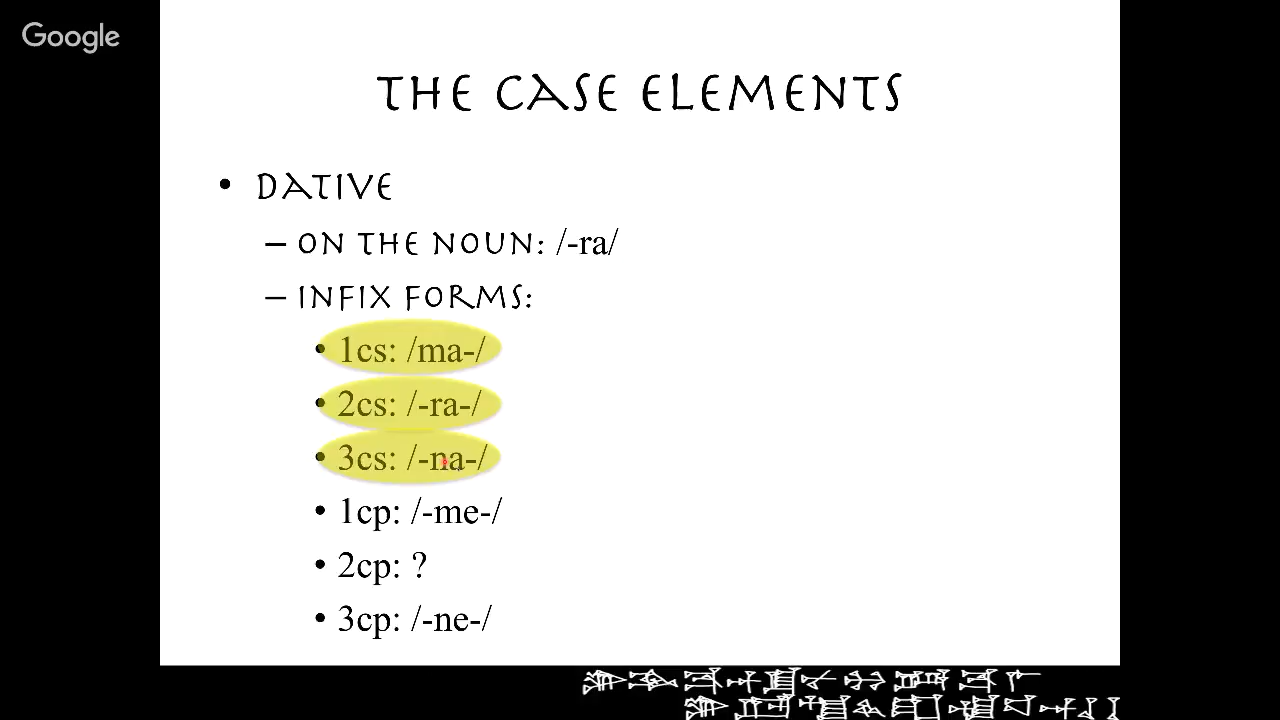 Google
THE CASE ELEMENTS
• DATIVE
– ON THE NOUN: /-ra/
– INFIX FORMS:
• 1cs: /ma-/
• 2cs: /-ra-/
• 3cs: /-na-/
• 1cp: /-me-/
• 2cp: ?
• 3cp: /-ne-/